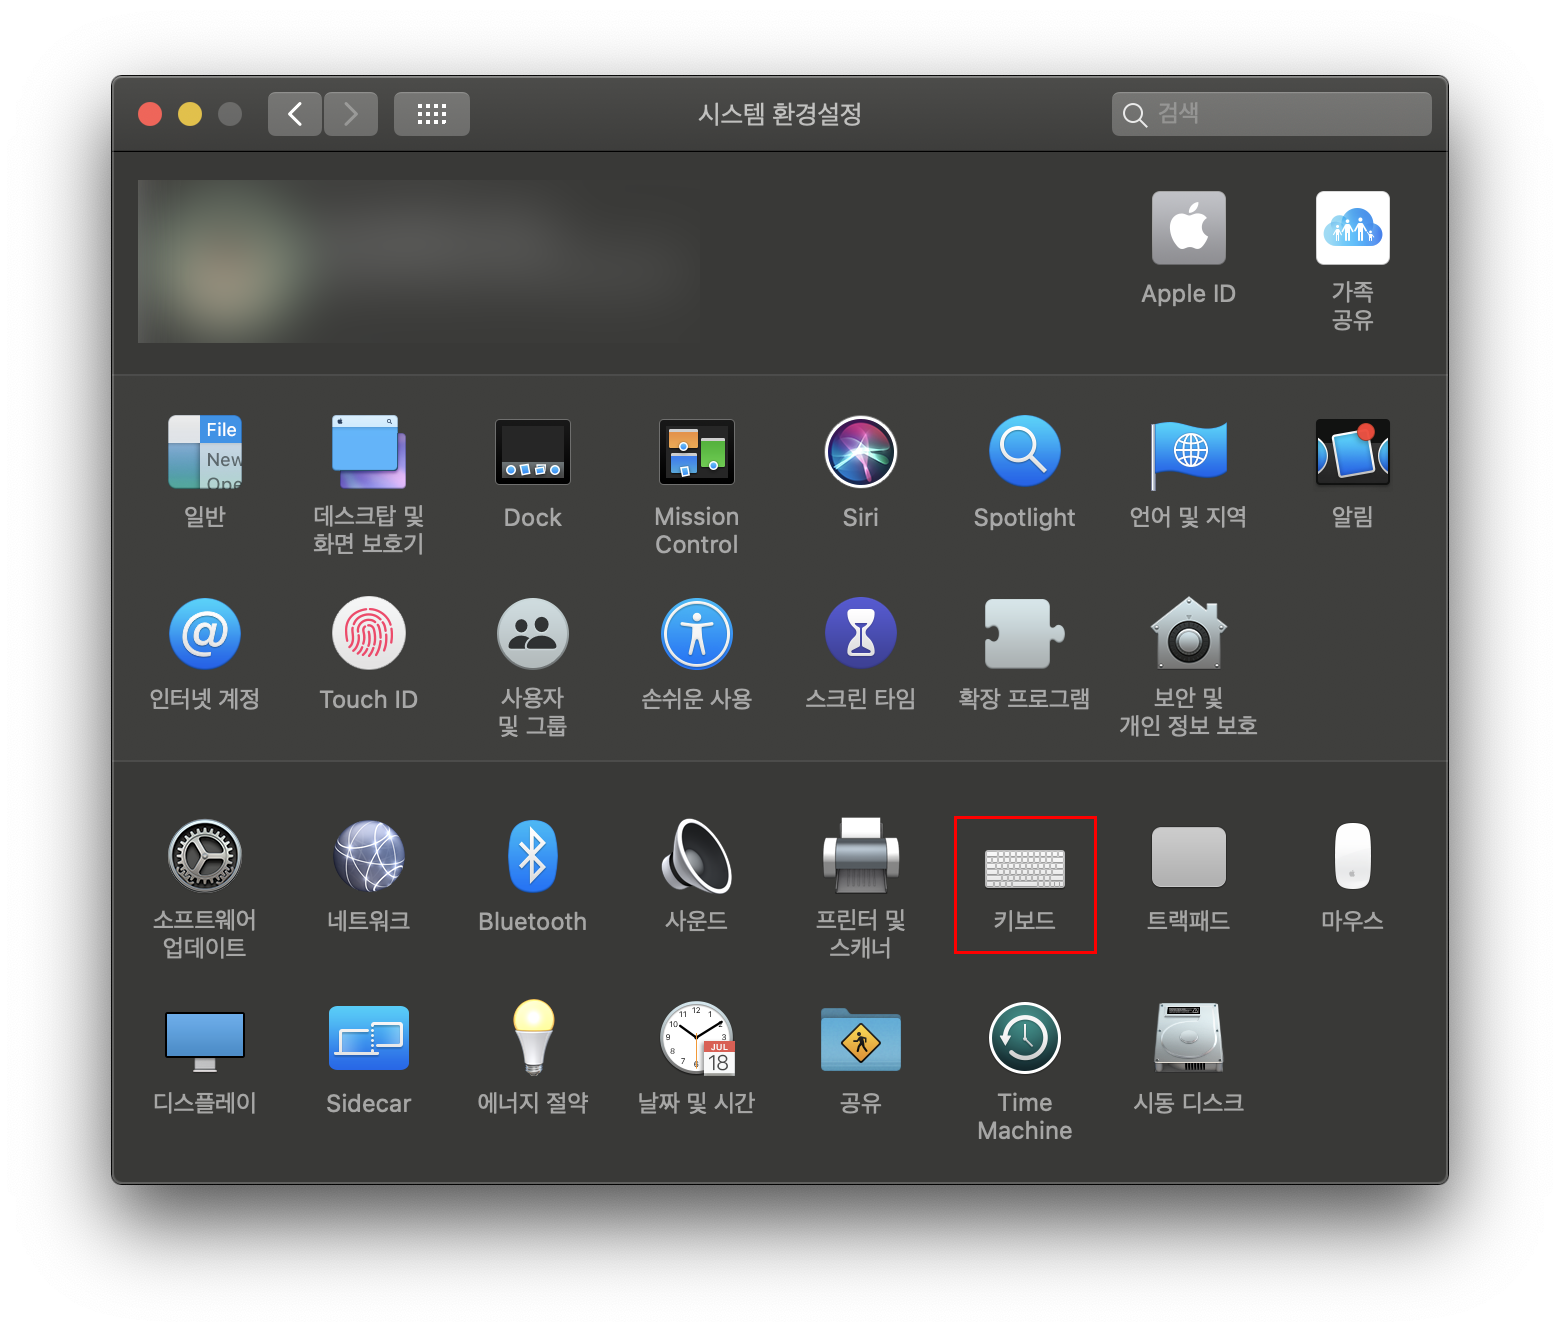 시스템 환경설정
검색
Apple ID
가족
공유
File
New
Ope
일반
데스크탑 및
화면 보호기
Dock
Mission
Control
Siri
Spotlight
언어 및 지역
알림
@
인터넷 계정
Touch ID
사용자
및 그룹
손쉬운 사용
스크린 타임
확장 프로그램
보안 및
개인 정보 보호
소프트웨어
업데이트
네트워크
Bluetooth
사운드
프린터 및
스캐너
키보드
트랙패드
마우스
디스플레이
Sidecar
에너지 절약
JUL
18
날짜 및 시간
공유
Time
Machine
시동 디스크